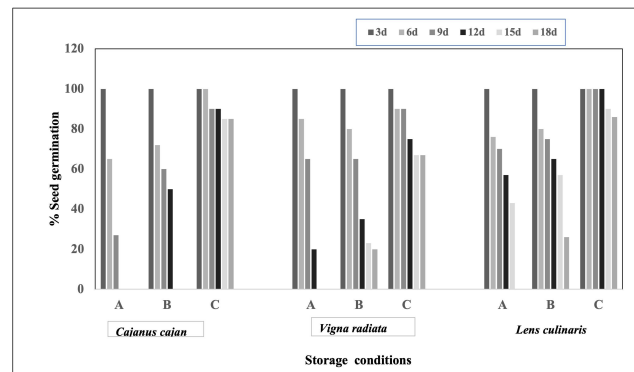 3d 6d 9d 12d 15d 18d
120
100
80
60
40
20
0
% Seed germination
A B C A B C A B C
Cajanus cajan Vigna radiata Lens culinaris
Storage conditions